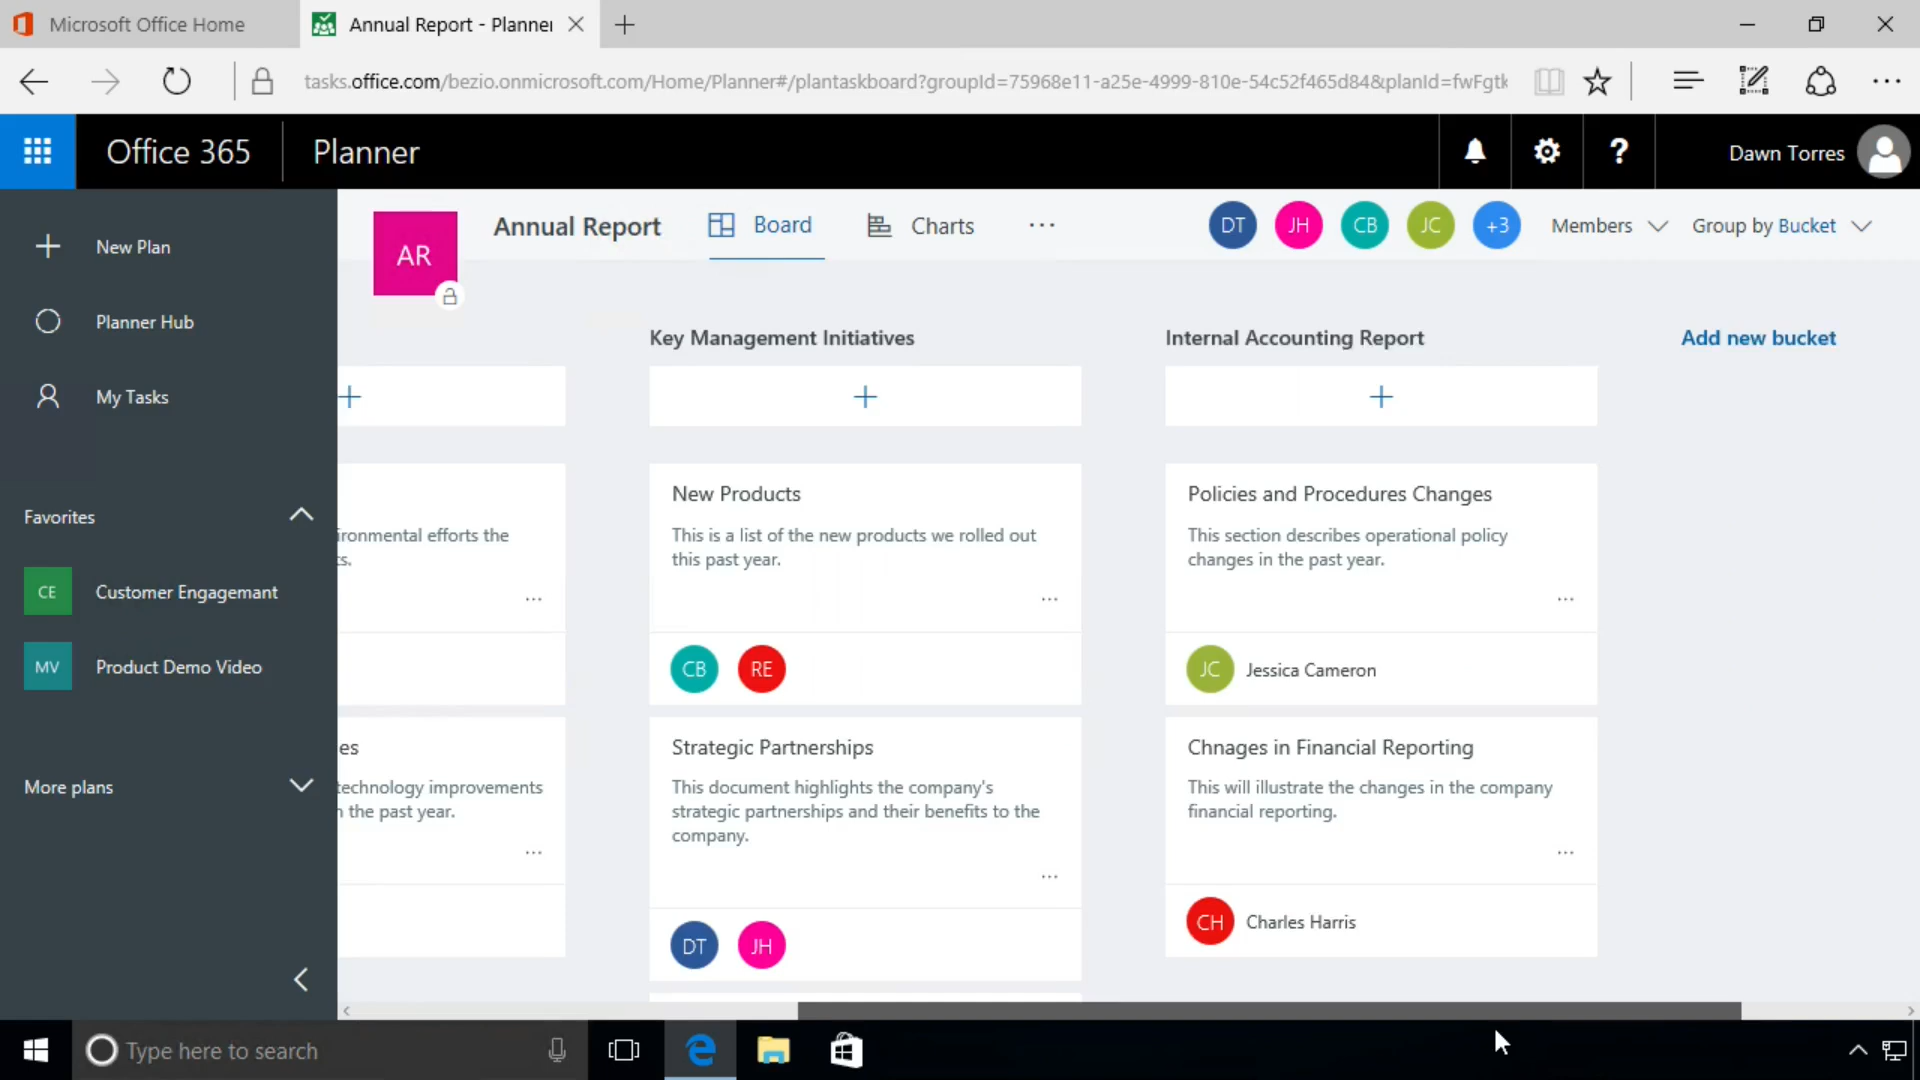 Microsoft Office Home
Annual Report - Planner
tasks.office.com/bezio.onmicrosoft.com/Home/Planner#/plantaskboard?groupId=75968e11-a25e-4999-810e-54c52f465d84&planId=fwFgtk
Office 365
Planner
?
Dawn Torres
New Plan
Planner Hub
My Tasks
Favorites
CE
Customer Engagemant
MV
Product Demo Video
More plans
AR
Annual Report
Board
Charts
DT
JH
CB
JC
+3
Members
Group by Bucket
ironmental efforts the
ts.
es
technology improvements
n the past year.
Key Management Initiatives
New Products
This is a list of the new products we rolled out
this past year.
CB
RE
Strategic Partnerships
This document highlights the company's
strategic partnerships and their benefits to the
company.
DT
JH
Internal Accounting Report
Policies and Procedures Changes
This section describes operational policy
changes in the past year.
JC
Jessica Cameron
Chnages in Financial Reporting
This will illustrate the changes in the company
financial reporting.
CH
Charles Harris
Add new bucket
Type here to search